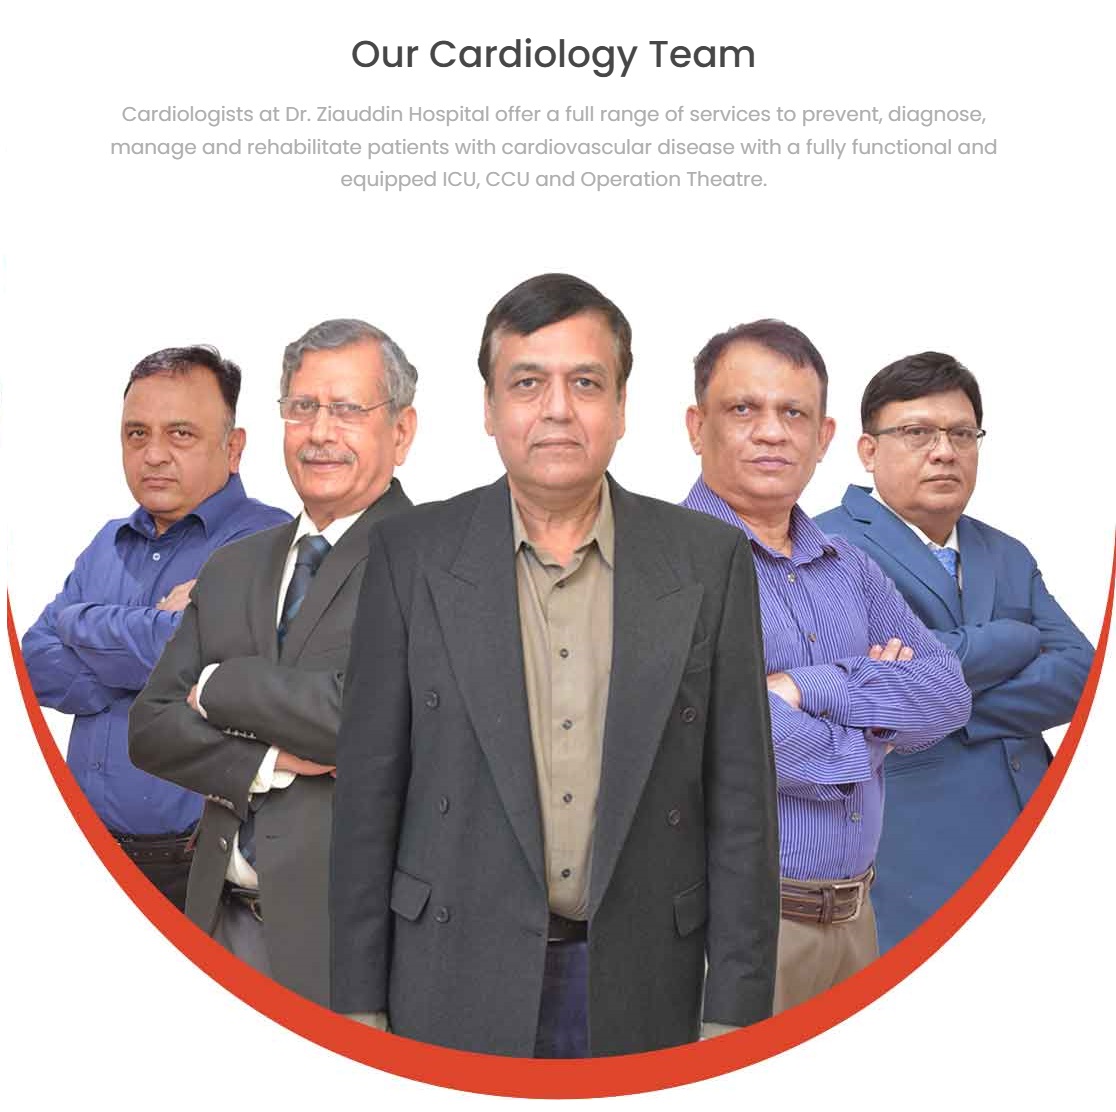 Our Cardiology Team
Cardiologists at Dr. Ziauddin Hospital offer a full range of services to prevent, diagnose,
manage and rehabilitate patients with cardiovascular disease with a fully functional and
equipped ICU, CCU and Operation Theatre.